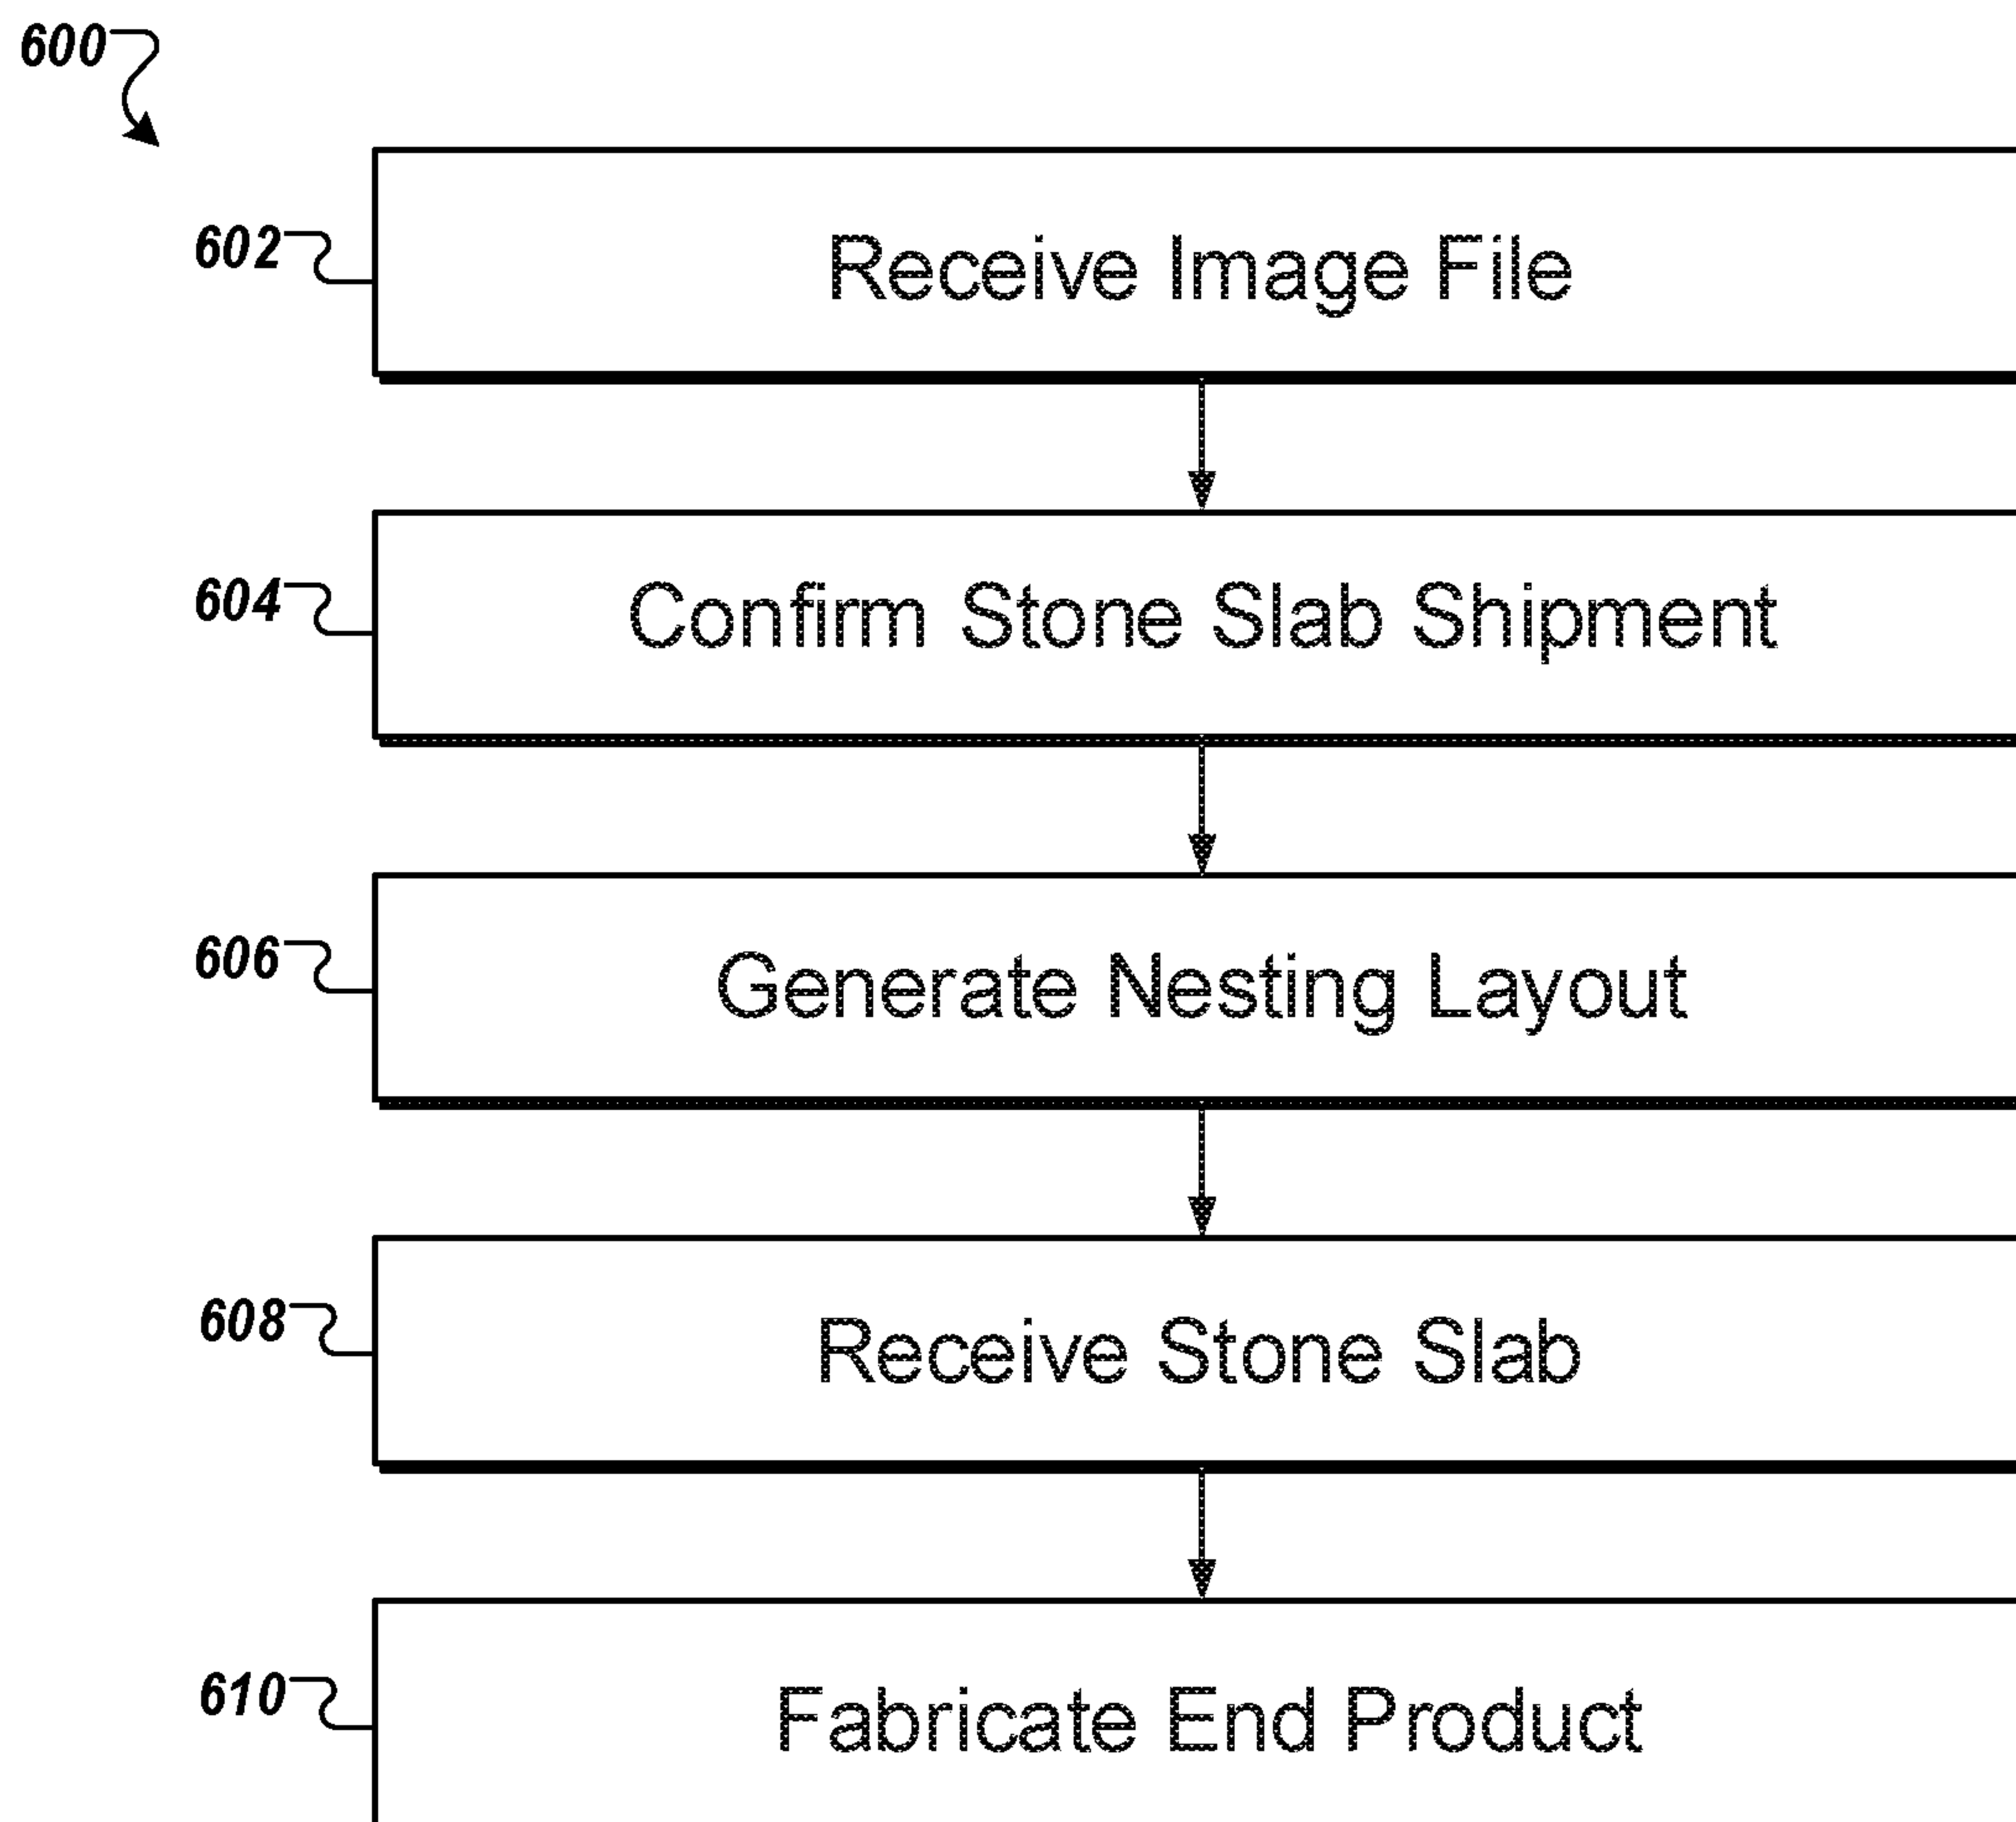 600
602
Receive Image File
604
Confirm Stone Slab Shipment
606
Generate Nesting Layout
608
Receive Stone Slab
610
Fabricate End Product